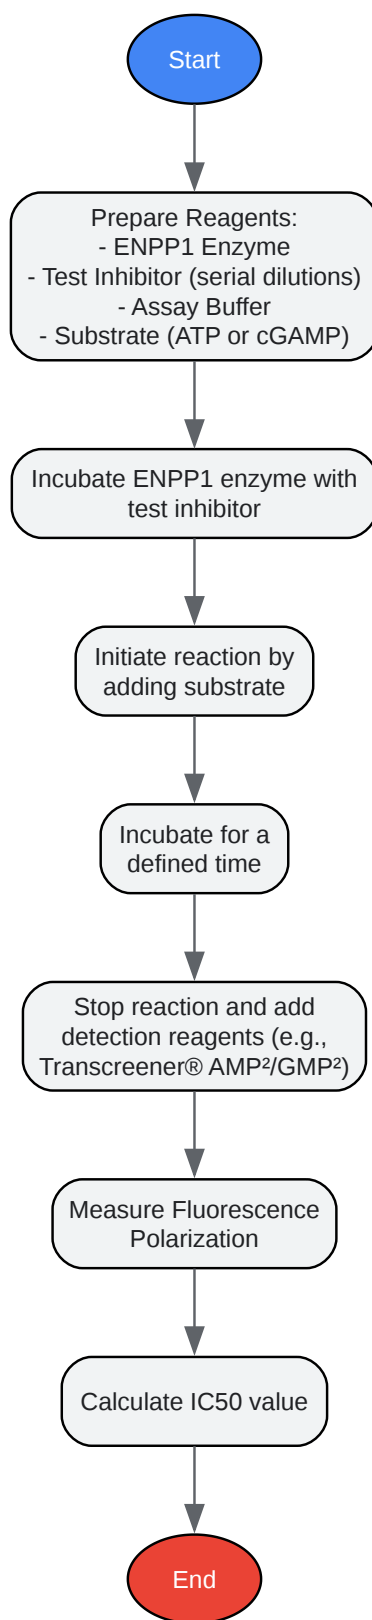 Start
Prepare Reagents:
- ENPP1 Enzyme
- Test Inhibitor (serial dilutions)
- Assay Buffer
- Substrate (ATP or cGAMP)
Incubate ENPP1 enzyme with
test inhibitor
Initiate reaction by
adding substrate
Incubate for a
defined time
Stop reaction and add
detection reagents (e.g.,
Transcreener® AMP²/GMP²)
Measure Fluorescence
Polarization
Calculate IC50 value
End